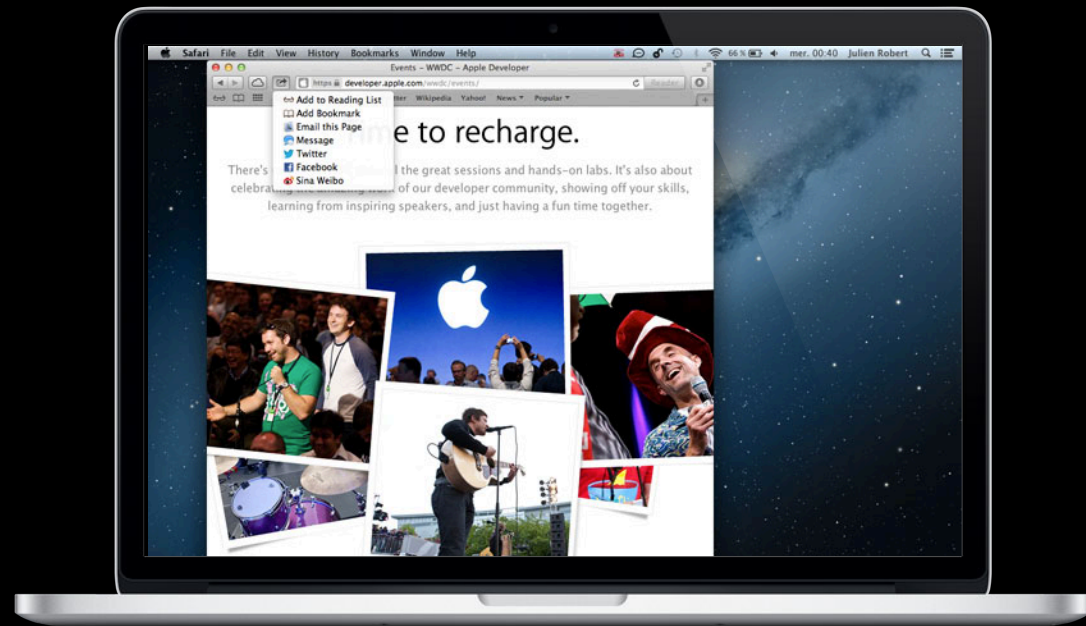 Safari File Edit View History Bookmarks Window Help 66 % mer. 00:40 Julien Robert
Events – WWDC – Apple Developer
https developer.apple.com/wwdc/events/ Reader
Wikipedia Yahoo! News Popular
Add to Reading List
Add Bookmark
Email this Page
Message
Twitter
Facebook
Sina Weibo
to recharge.
There's the great sessions and hands-on labs. It's also about
celebrating the amazing work of our developer community, showing off your skills,
learning from inspiring speakers, and just having a fun time together.